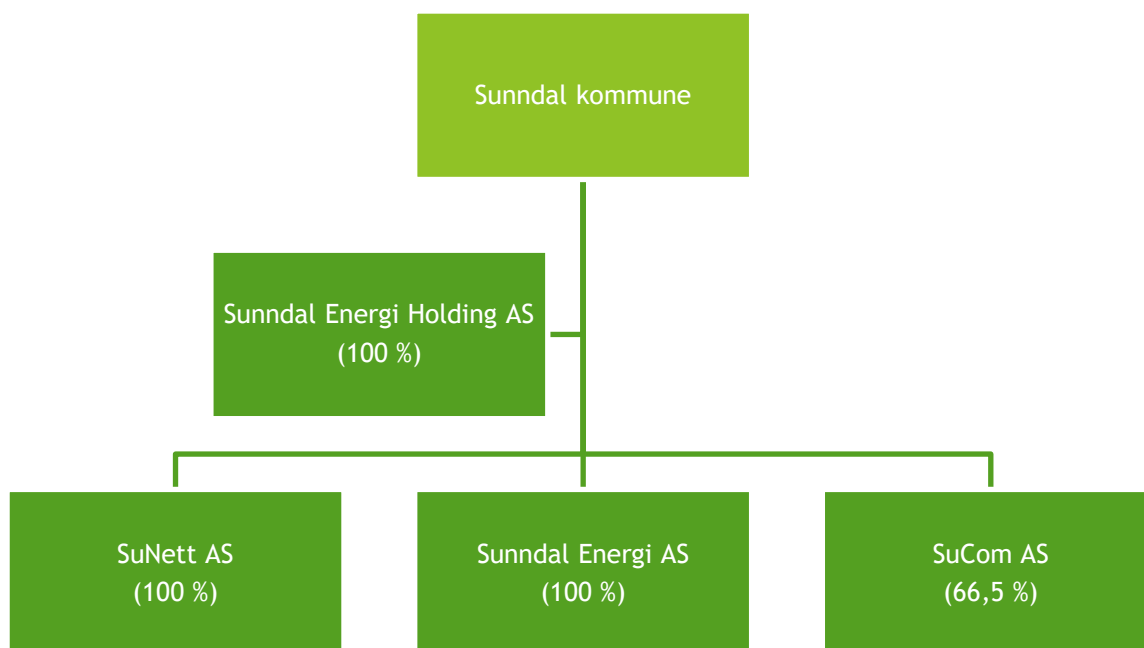 Sunndal kommune
Sunndal Energi Holding AS
(100 %)
SuNett AS
(100 %)
Sunndal Energi AS
(100 %)
SuCom AS
(66,5 %)